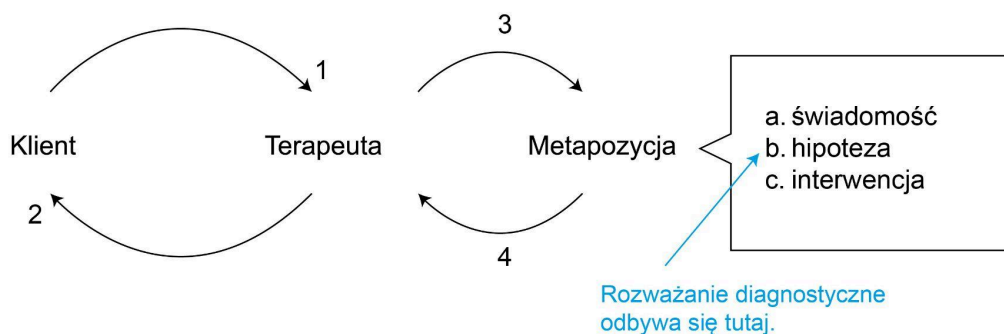 3
1
a. świadomość
Klient
Terapeuta
Metapozycja
b. hipoteza
c. interwencja
2
4
Rozważanie diagnostyczne
odbywa się tutaj.